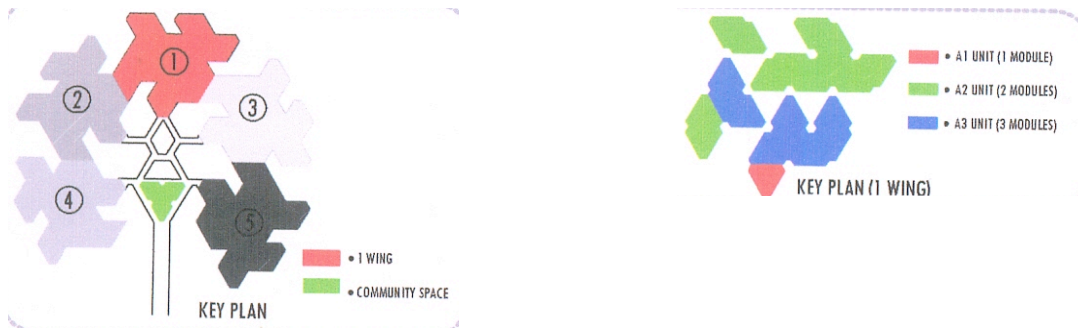 ①
②
③
④
⑤
• 1 WING
• COMMUNITY SPACE
KEY PLAN
• A1 UNIT (1 MODULE)
• A2 UNIT (2 MODULES)
• A3 UNIT (3 MODULES)
KEY PLAN (1 WING)